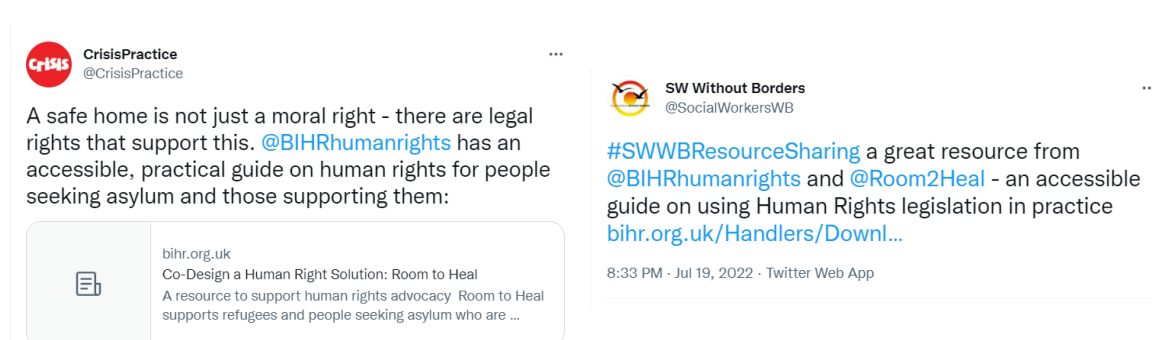 CRISIS
CrisisPractice
@CrisisPractice
A safe home is not just a moral right - there are legal
rights that support this. @BIHRhumanrights has an
accessible, practical guide on human rights for people
seeking asylum and those supporting them:
bihr.org.uk
Co-Design a Human Right Solution: Room to Heal
A resource to support human rights advocacy Room to Heal
supports refugees and people seeking asylum who are ...
SW Without Borders
@SocialWorkersWB
#SWWBResourceSharing a great resource from
@BIHRhumanrights and @Room2Heal - an accessible
guide on using Human Rights legislation in practice
bihr.org.uk/Handlers/Downl...
8:33 PM · Jul 19, 2022 · Twitter Web App